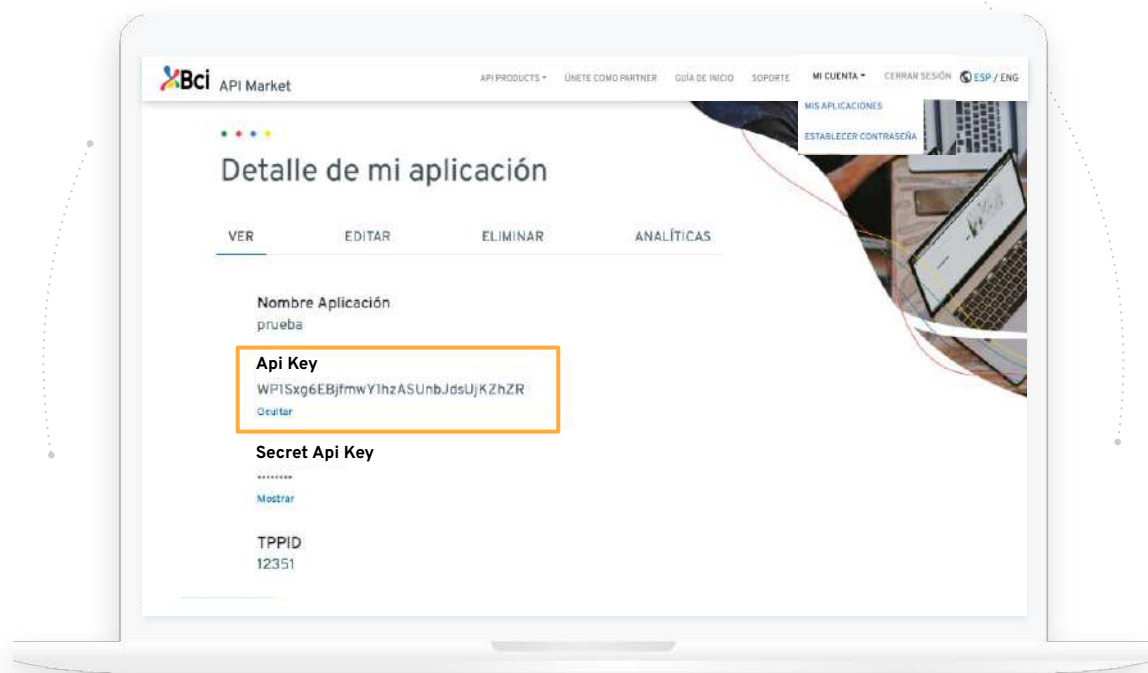 Bci API Market
API PRODUCTS ÚNETE COMO PARTNER GUÍA DE INICIO SOPORTE MI CUENTA CERRAR SESIÓN ESP / ENG
MIS APLICACIONES
ESTABLECER CONTRASEÑA
Detalle de mi aplicación
VER EDITAR ELIMINAR ANALÍTICAS
Nombre Aplicación
prueba
Api Key
WP1Sxg6EBjfmwY1hzASUnbJdsUjKZhZR
Ocultar
Secret Api Key
••••••••
Mostrar
TPPID
12351